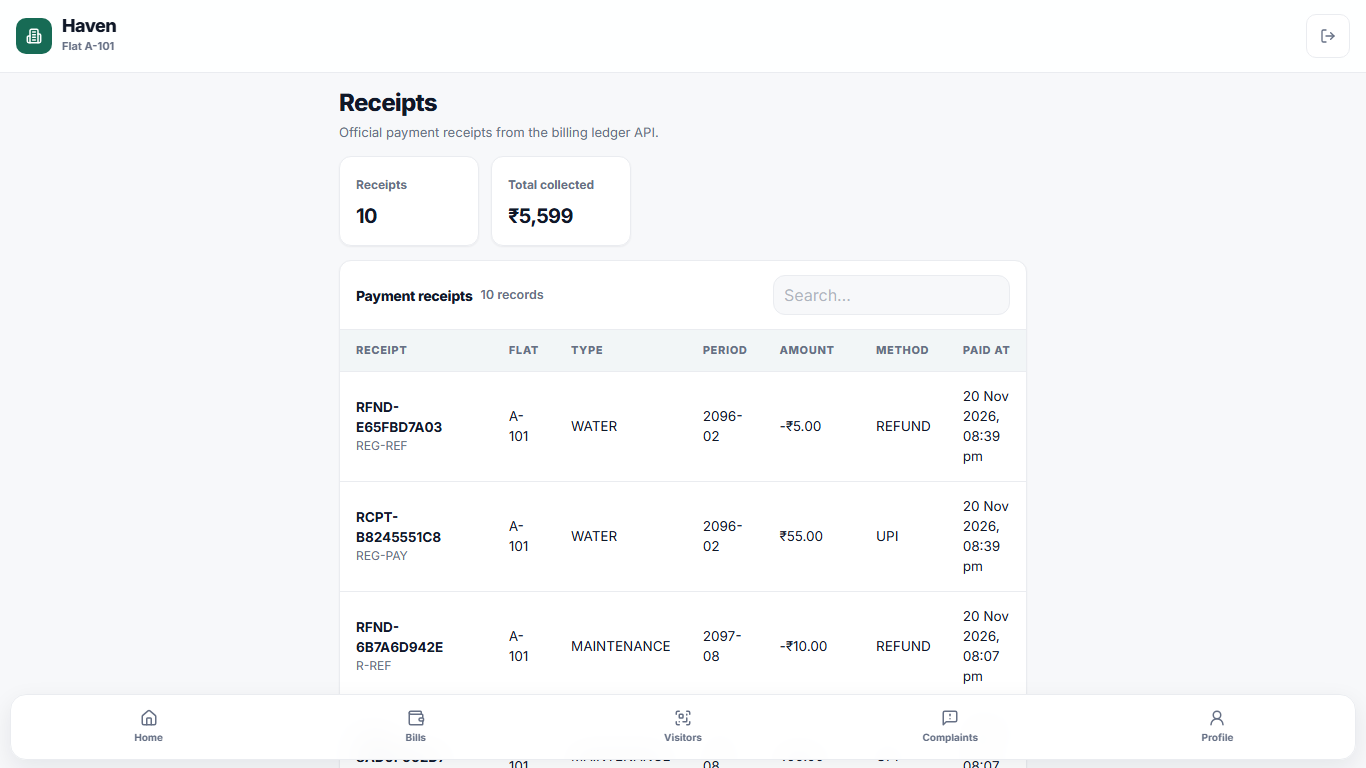 Haven
Flat A-101
Receipts
Official payment receipts from the billing ledger API.
Receipts
10
Total collected
₹5,599
Payment receipts 10 records
Search...
RECEIPT FLAT TYPE PERIOD AMOUNT METHOD PAID AT
RFND-
E65FBD7A03
REG-REF
A-
101
WATER
2096-
02
-₹5.00
REFUND
20 Nov
2026,
08:39
pm
RCPT-
B8245551C8
REG-PAY
A-
101
WATER
2096-
02
₹55.00
UPI
20 Nov
2026,
08:39
pm
RFND-
6B7A6D942E
R-REF
A-
101
MAINTENANCE
2097-
08
-₹10.00
REFUND
20 Nov
2026,
08:07
pm
101
08
08:07
Home
Bills
Visitors
Complaints
Profile